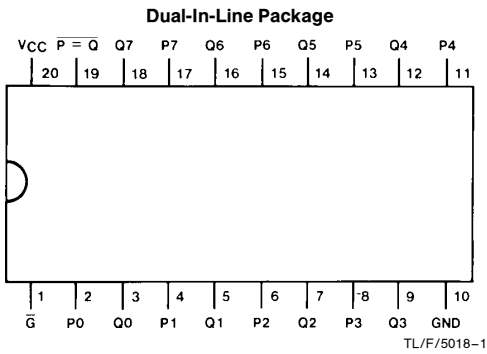 Dual-In-Line Package
VCC P = Q Q7 P7 Q6 P6 Q5 P5 Q4 P4
20 19 18 17 16 15 14 13 12 11
1 2 3 4 5 6 7 8 9 10
G P0 Q0 P1 Q1 P2 Q2 P3 Q3 GND
TL/F/5018–1